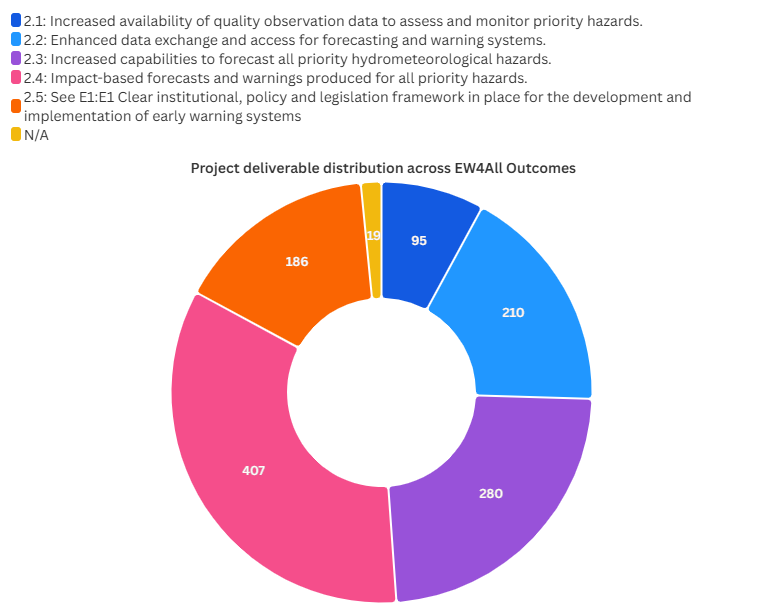 2.1: Increased availability of quality observation data to assess and monitor priority hazards.
2.2: Enhanced data exchange and access for forecasting and warning systems.
2.3: Increased capabilities to forecast all priority hydrometeorological hazards.
2.4: Impact-based forecasts and warnings produced for all priority hazards.
2.5: See E1:E1 Clear institutional, policy and legislation framework in place for the development and
implementation of early warning systems
N/A
Project deliverable distribution across EW4All Outcomes
19
95
186
210
407
280